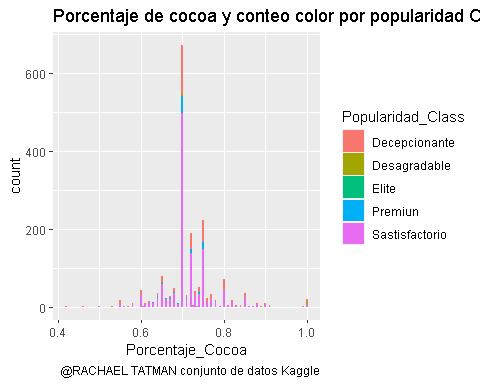 Porcentaje de cocoa y conteo color por popularidad C
600
400
200
0
count
0.4 0.6 0.8 1.0
Porcentaje_Cocoa
Popularidad_Class
Decepcionante
Desagradable
Elite
Premiun
Sastisfactorio
@RACHAEL TATMAN conjunto de datos Kaggle